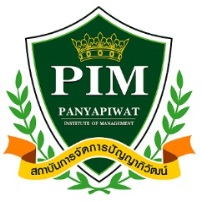 PIM
PANYAPIWAT
INSTITUTE OF MANAGEMENT
สถาบันการจัดการปัญญาภิวัฒน์